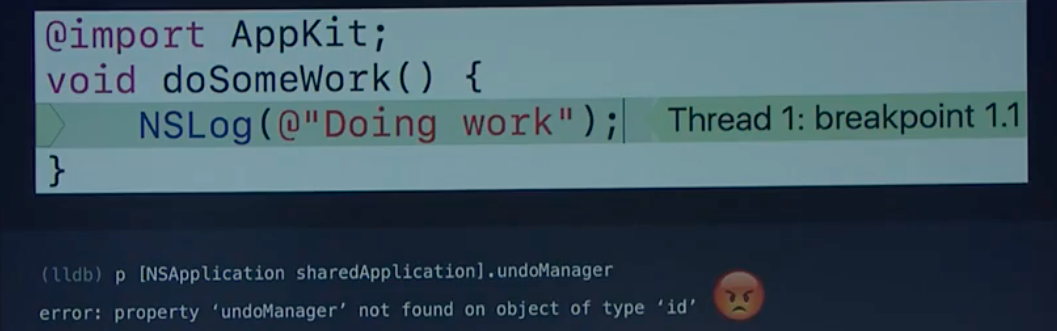 @import AppKit;
void doSomeWork() {
NSLog(@"Doing work"); Thread 1: breakpoint 1.1
}
(lldb) p [NSApplication sharedApplication].undoManager
error: property ‘undoManager’ not found on object of type ‘id’